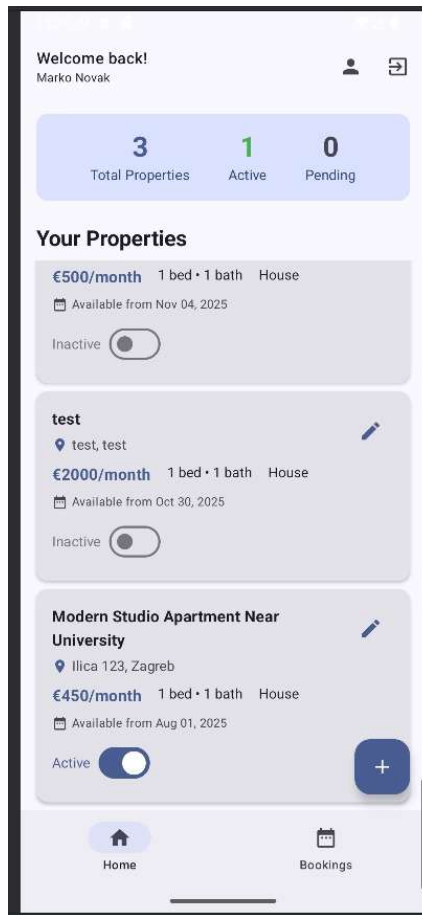 Welcome back!
Marko Novak
3 1 0
Total Properties Active Pending
Your Properties
€500/month 1 bed • 1 bath House
Available from Nov 04, 2025
Inactive
test
test, test
€2000/month 1 bed • 1 bath House
Available from Oct 30, 2025
Inactive
Modern Studio Apartment Near
University
Ilica 123, Zagreb
€450/month 1 bed • 1 bath House
Available from Aug 01, 2025
Active
+
Home Bookings